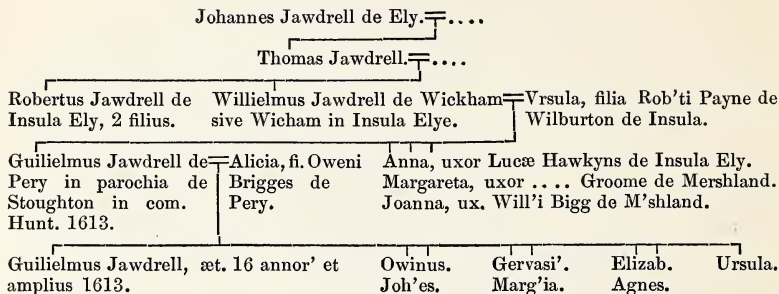 Johannes Jawdrell de Ely.=....
Thomas Jawdrell.=....
Robertus Jawdrell de
Insula Ely, 2 filius.
Willielmus Jawdrell de Wickham=
sive Wicham in Insula Elye.
Vrsula, filia Rob'ti Payne de
Wilburton de Insula.
Guilielmus Jawdrell de=
Pery in parochia de
Stoughton in com.
Hunt. 1613.
Alicia, fi. Oweni
Brigges de
Pery.
Anna, uxor Lucæ Hawkyns de Insula Ely.
Margareta, uxor .... Groome de Mershland.
Joanna, ux. Will'i Bigg de M'shland.
Guilielmus Jawdrell, æt. 16 annor' et
amplius 1613.
Owinus.
Joh'es.
Gervasi'.
Marg'ia.
Elizab.
Agnes.
Ursula.